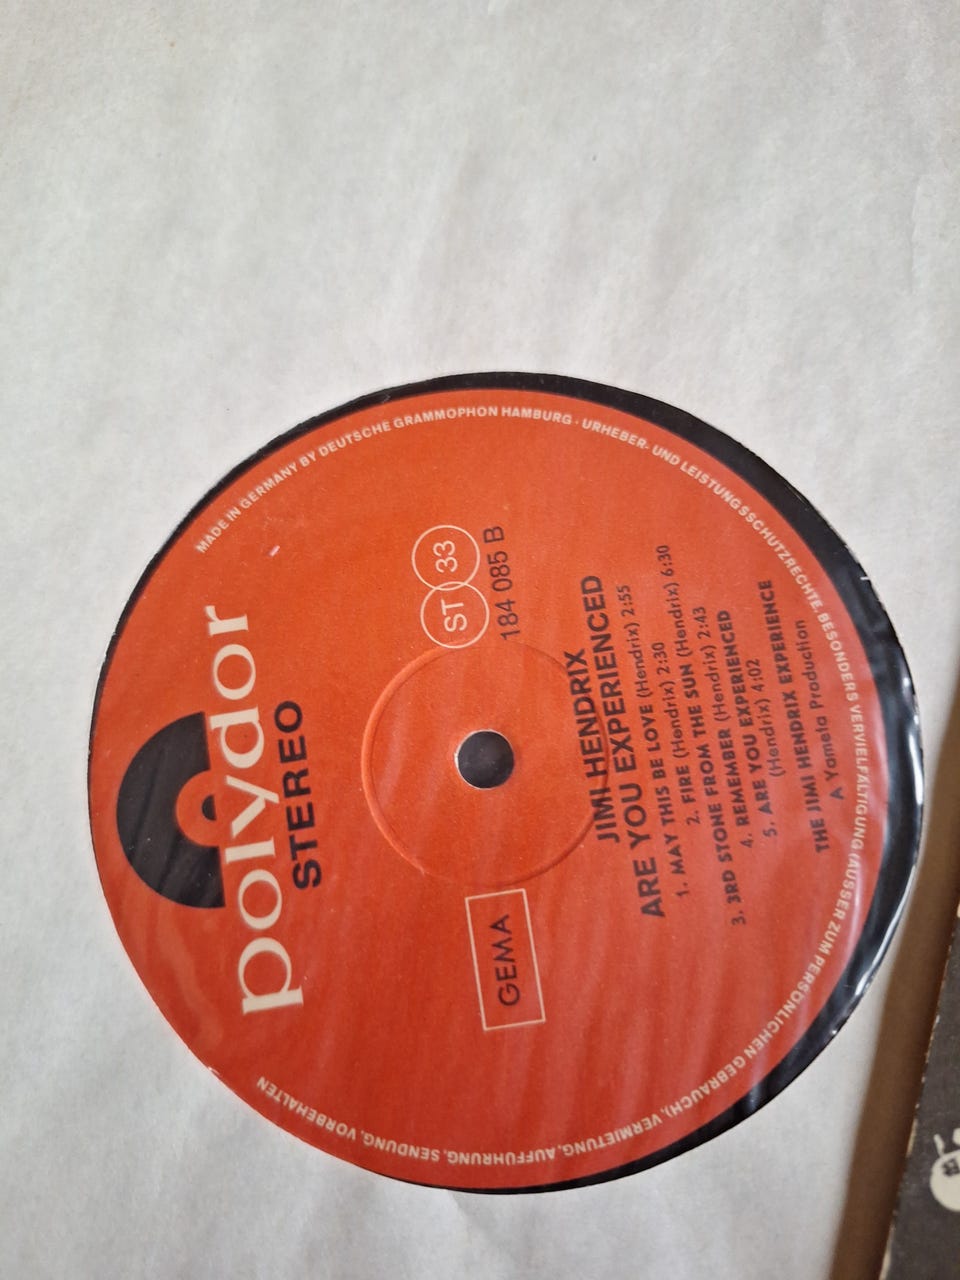 polydor
STEREO
ST 33
184 085 B
GEMA
JIMI HENDRIX
ARE YOU EXPERIENCED
1. MAY THIS BE LOVE (Hendrix) 2:55
2. FIRE (Hendrix) 2:30
3. 3RD STONE FROM THE SUN (Hendrix) 6:30
4. REMEMBER (Hendrix) 2:43
5. ARE YOU EXPERIENCED
(Hendrix) 4:02
THE JIMI HENDRIX EXPERIENCE
A Yameta Production
MADE IN GERMANY BY DEUTSCHE GRAMMOPHON HAMBURG · URHEBER- UND LEISTUNGSSCHUTZRECHTE, BESONDERS VERVIELFÄLTIGUNG (AUSSER ZUM PERSÖNLICHEN GEBRAUCH), VERMIETUNG, AUFFÜHRUNG, SENDUNG, VORBEHALTEN